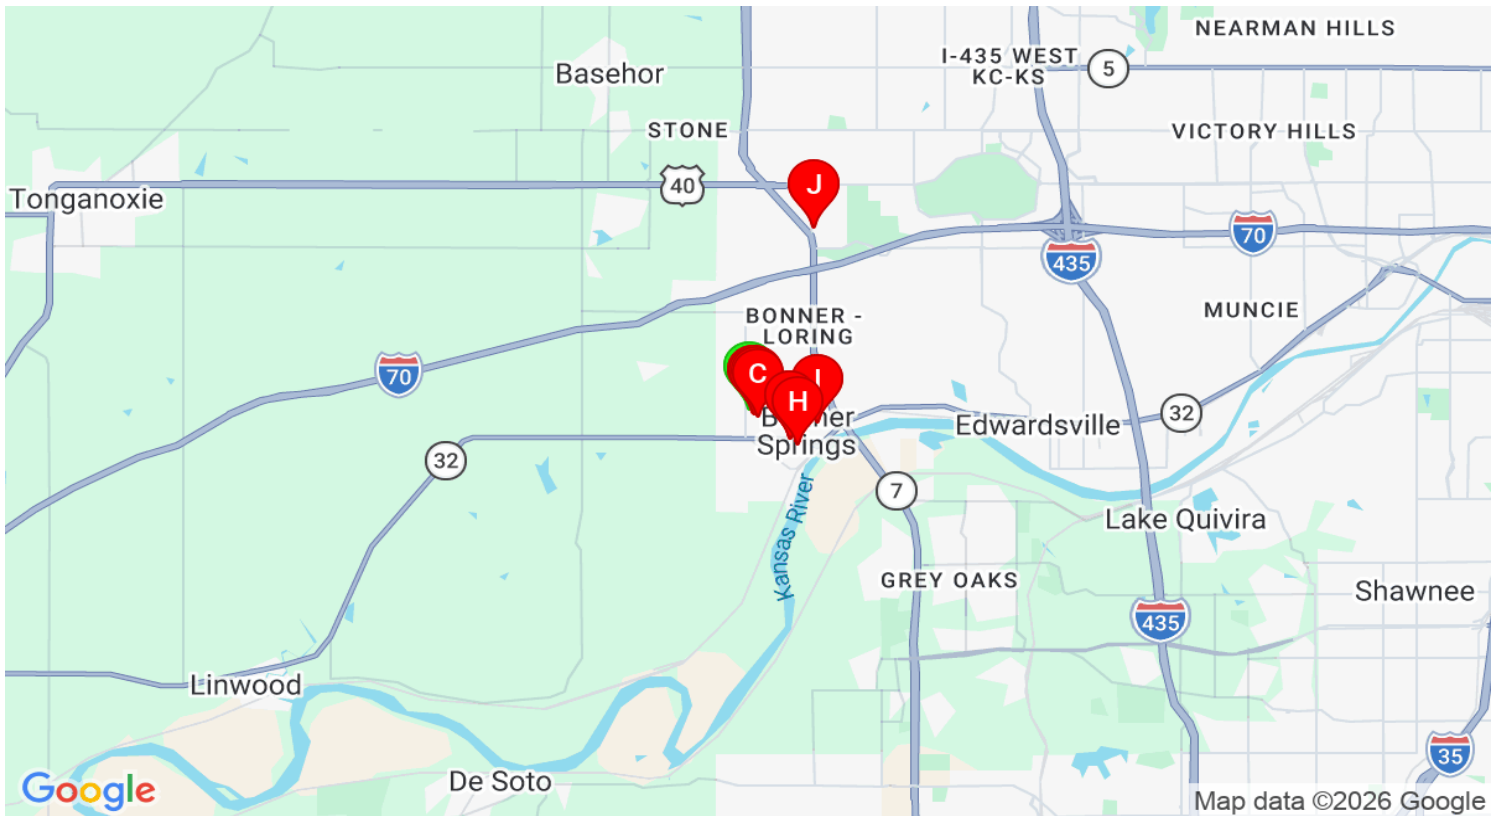 NEARMAN HILLS
I-435 WEST
KC-KS
5
Basehor
STONE
VICTORY HILLS
J
40
Tonganoxie
70
435
MUNCIE
BONNER -
LORING
70
C
I
H
32
Bonner
Springs
Edwardsville
32
7
Kansas River
Lake Quivira
GREY OAKS
Shawnee
435
Linwood
35
De Soto
Google
Map data ©2026 Google